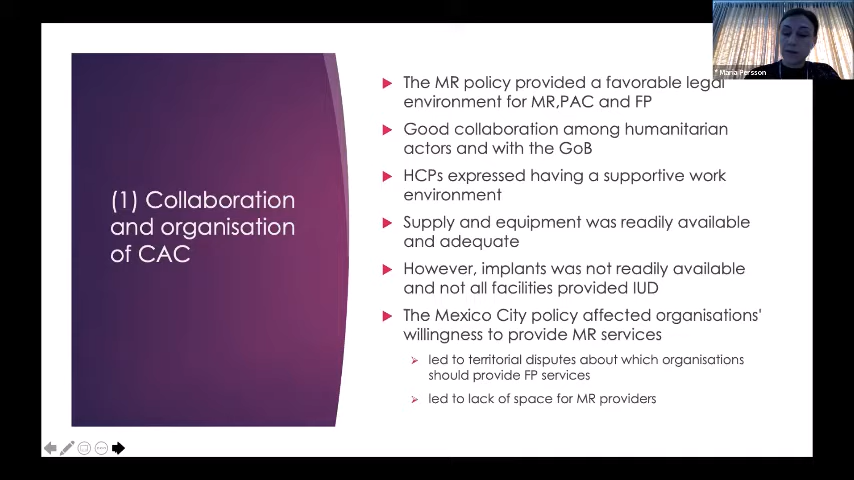 (1) Collaboration
and organisation
of CAC
The MR policy provided a favorable legal
environment for MR,PAC and FP
Good collaboration among humanitarian
actors and with the GoB
HCPs expressed having a supportive work
environment
Supply and equipment was readily available
and adequate
However, implants was not readily available
and not all facilities provided IUD
The Mexico City policy affected organisations'
willingness to provide MR services
led to territorial disputes about which organisations
should provide FP services
led to lack of space for MR providers
Maria Persson